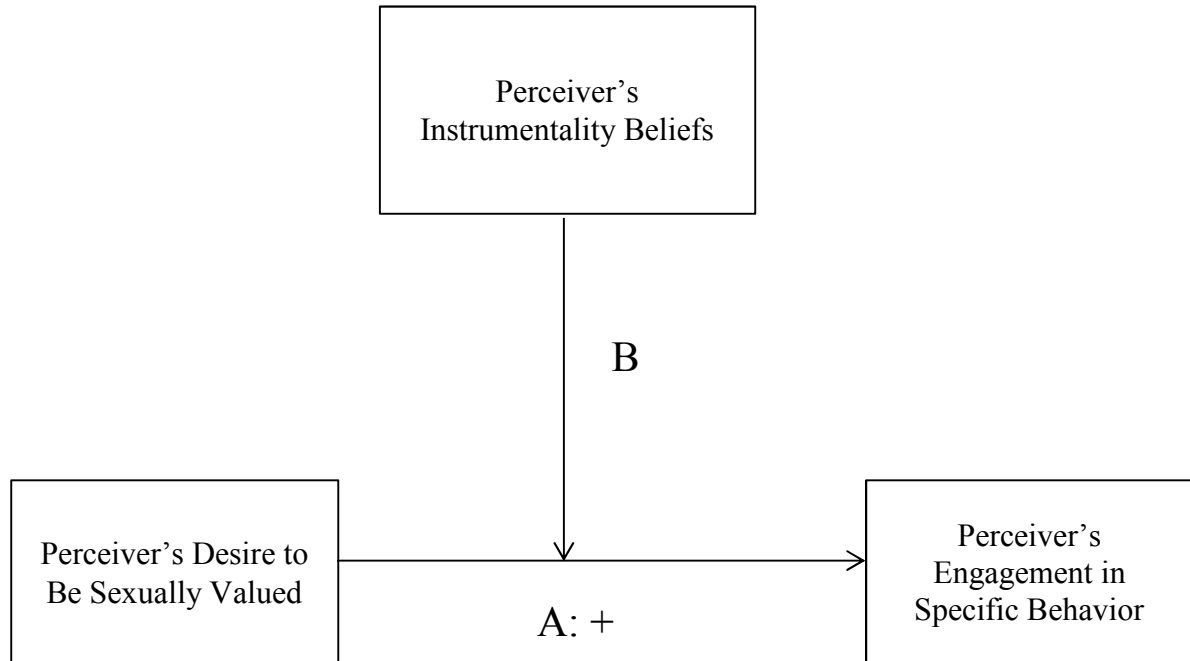 Perceiver's
Instrumentality Beliefs
B
Perceiver's Desire to
Be Sexually Valued
A: +
Perceiver's
Engagement in
Specific Behavior